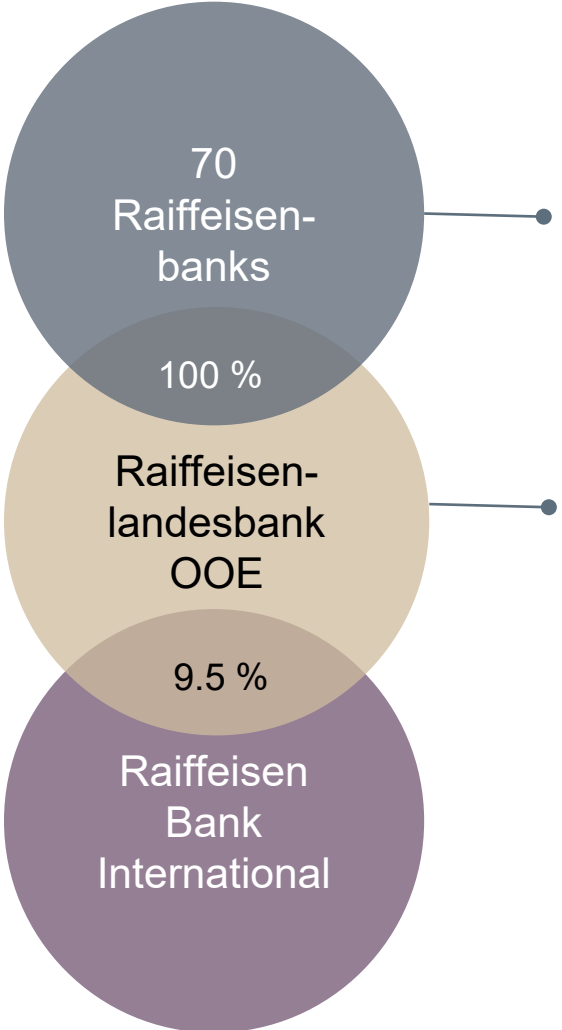 70
Raiffeisen-
banks
100 %
Raiffeisen-
landesbank
OOE
9.5 %
Raiffeisen
Bank
International